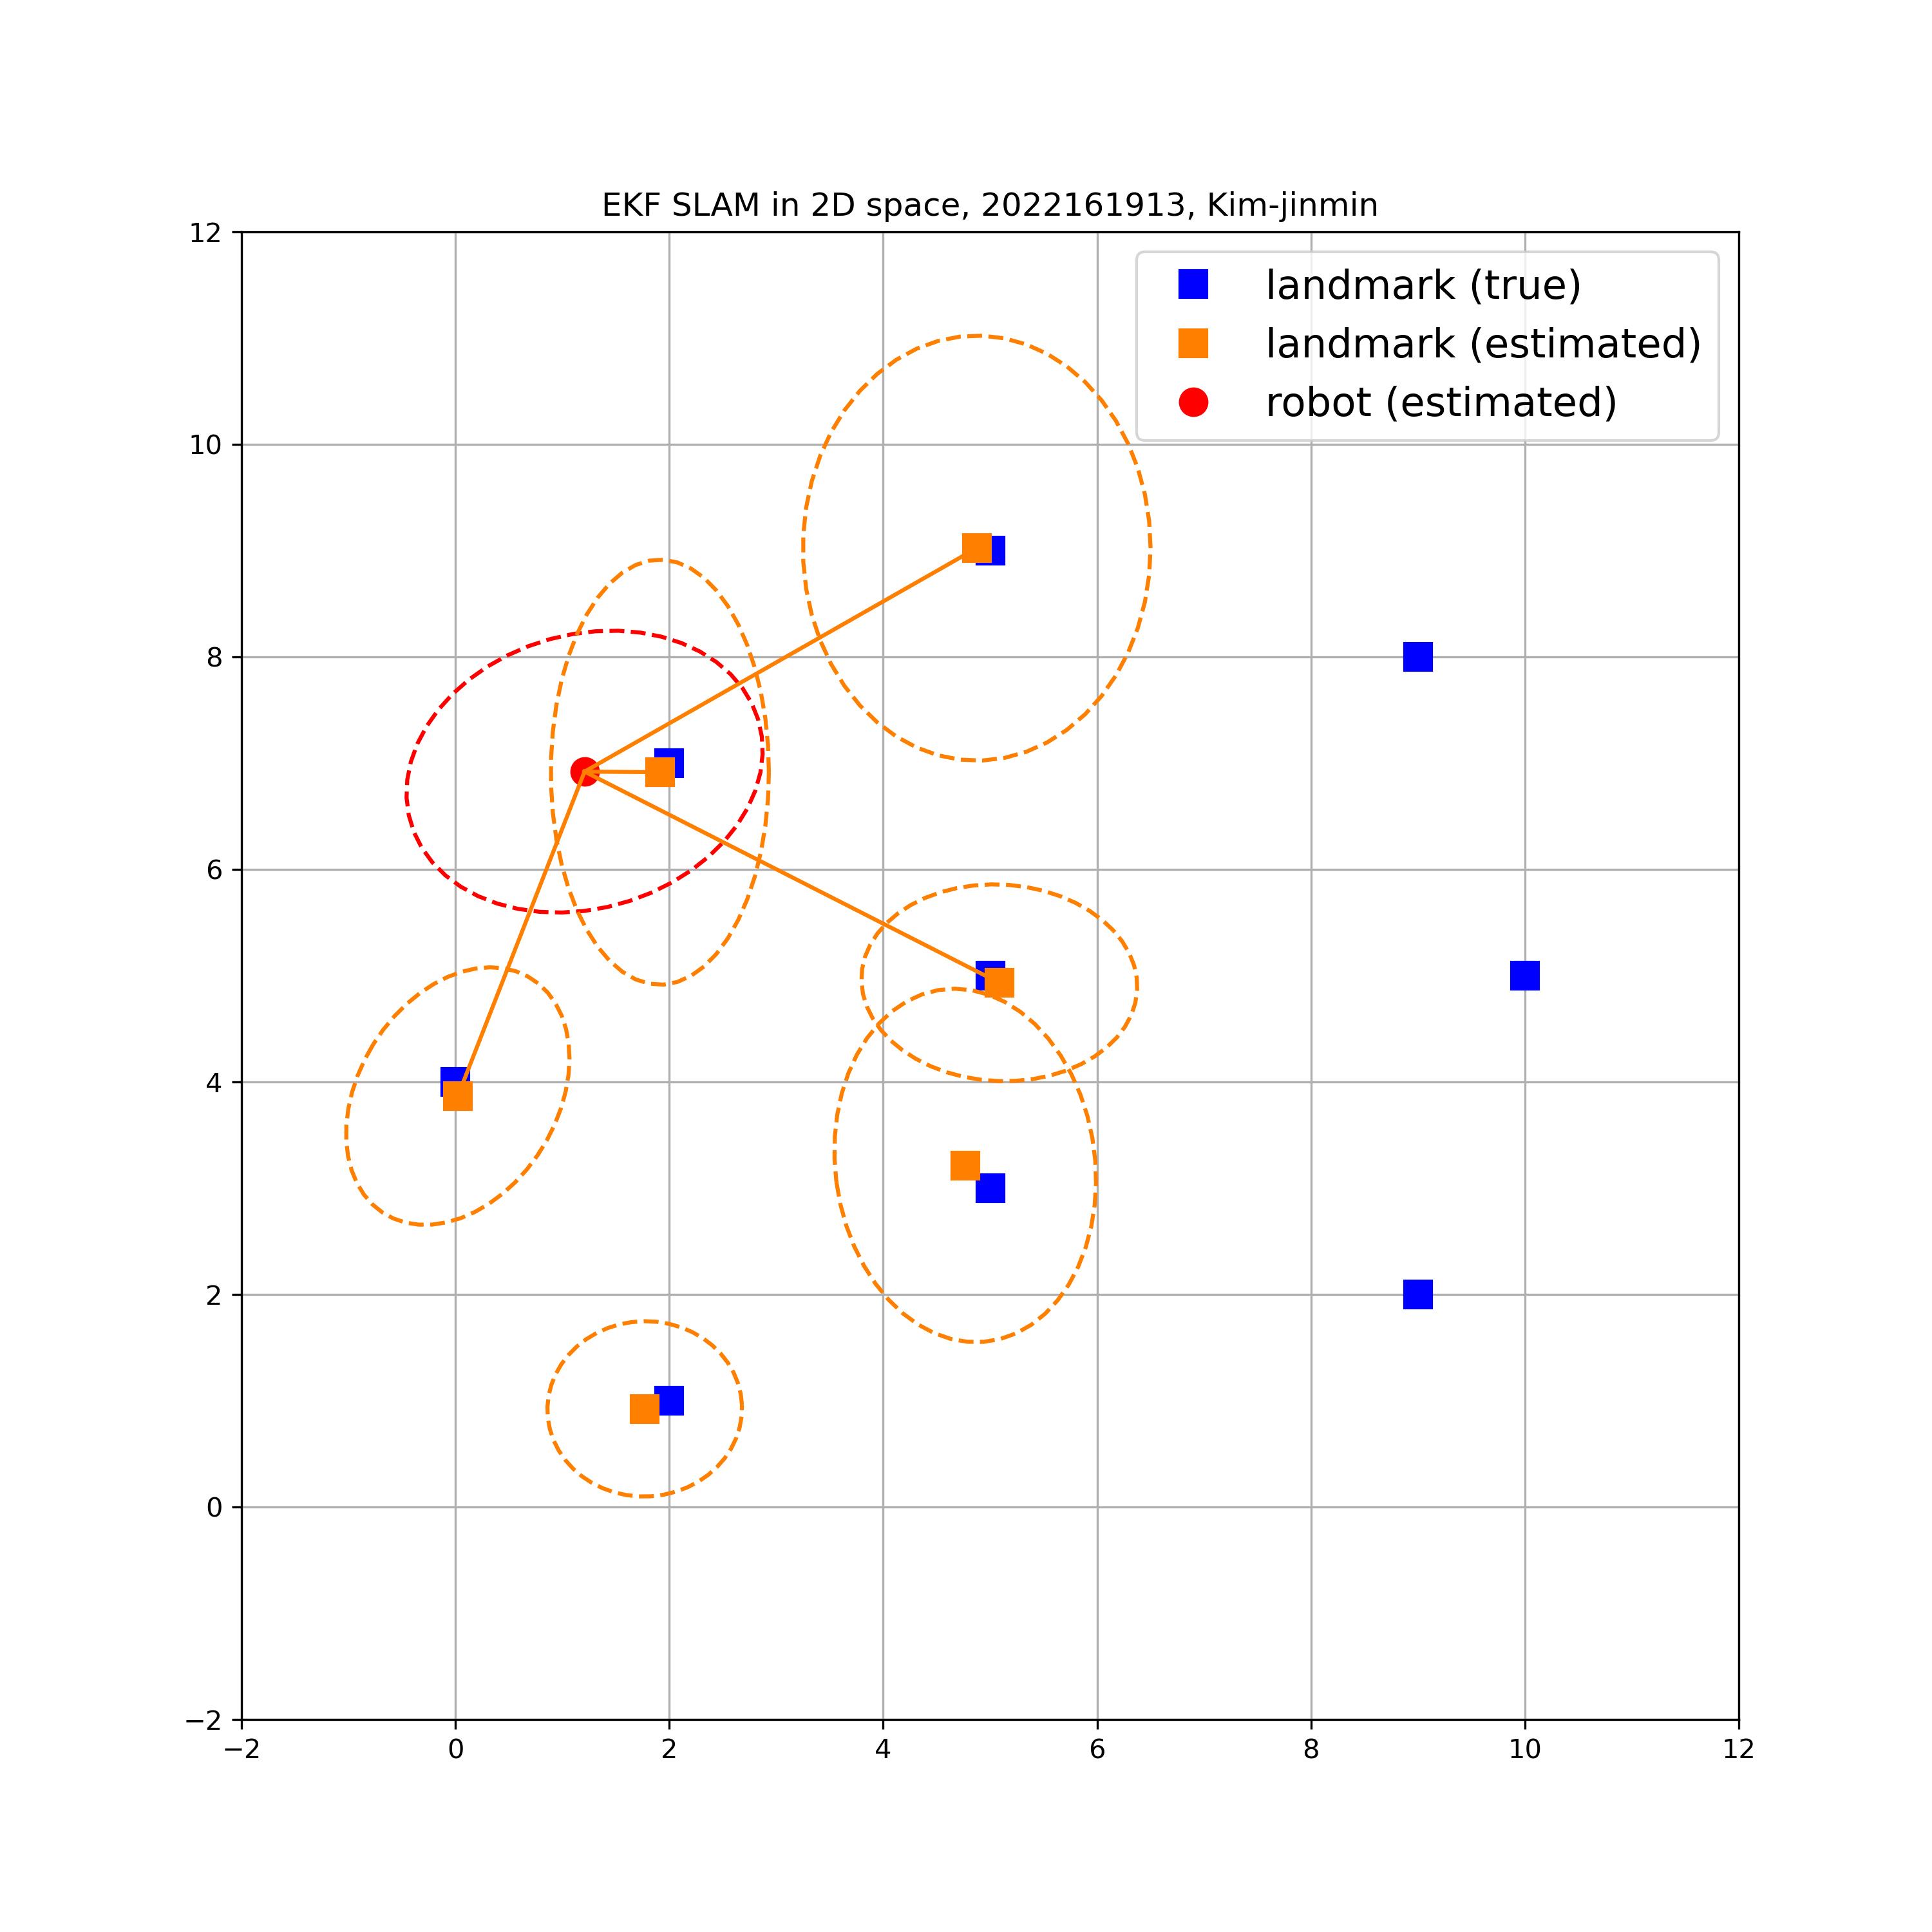 EKF SLAM in 2D space, 2022161913, Kim-jinmin
landmark (true)
landmark (estimated)
robot (estimated)
12
10
8
6
4
2
0
−2
−2 0 2 4 6 8 10 12